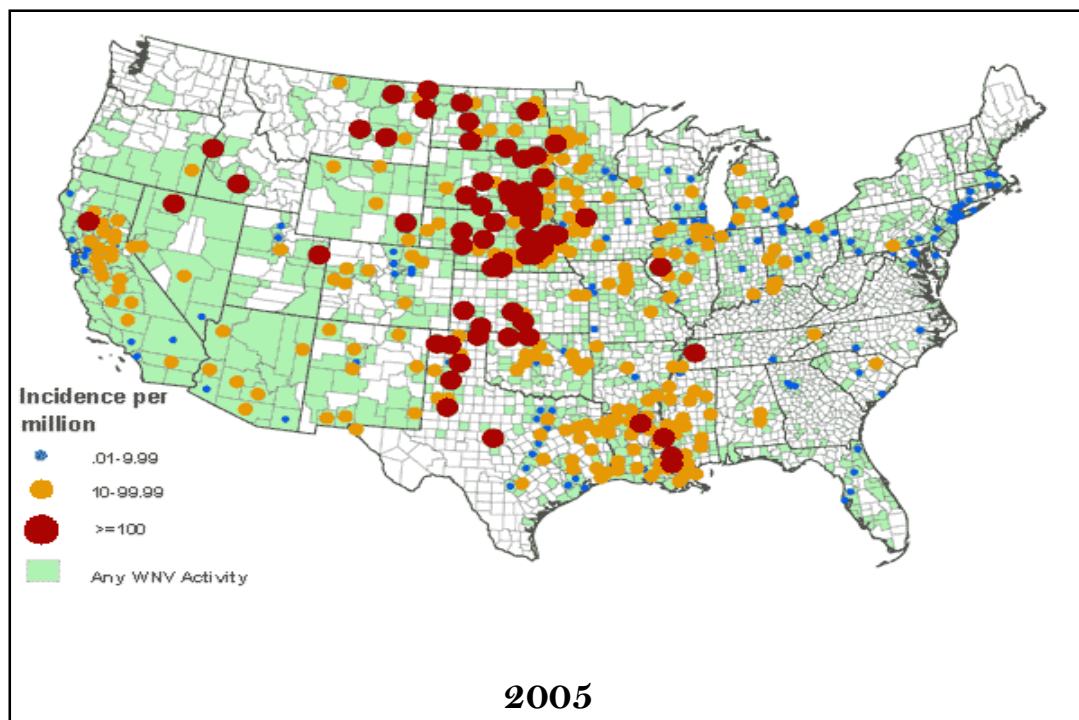 Incidence per
million
.01-9.99
10-99.99
>=100
Any WNV Activity
2005